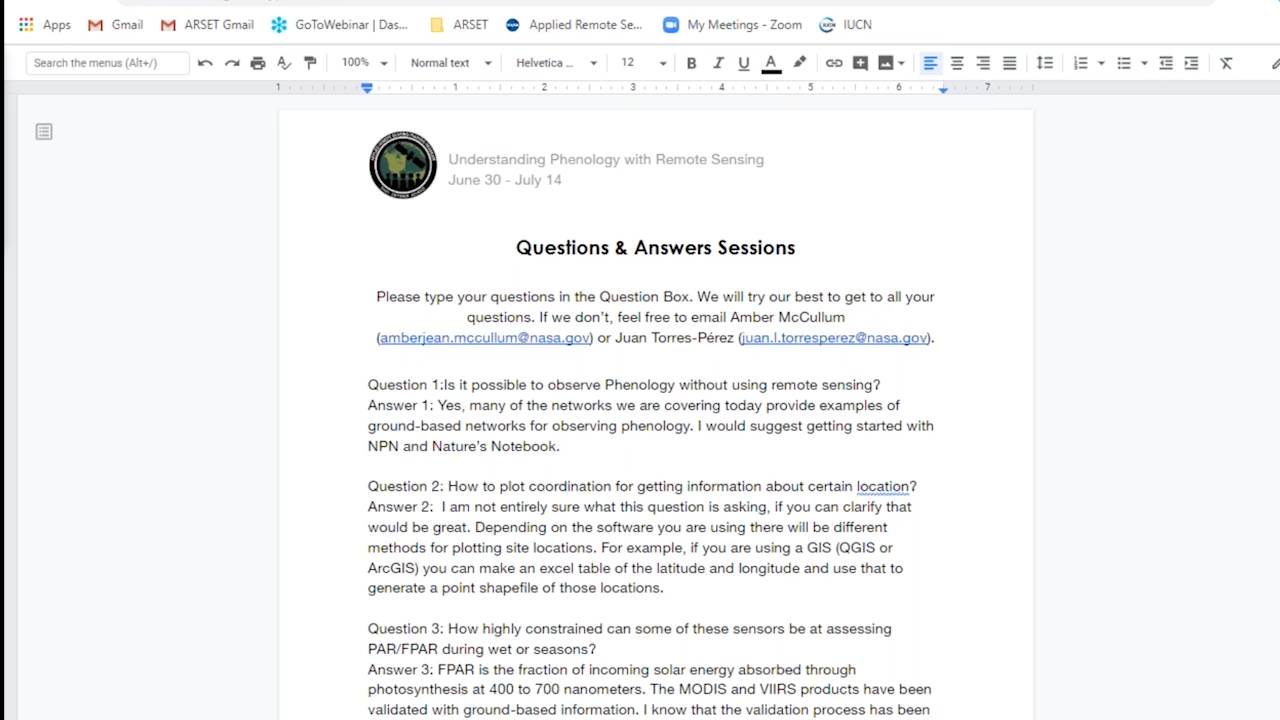 Apps Gmail ARSET Gmail GoToWebinar | Das... ARSET Applied Remote Se... My Meetings - Zoom IUCN
Search the menus (Alt+/) 100% Normal text Helvetica ... 12 B I U A
1 1 2 3 4 5 6 7
Understanding Phenology with Remote Sensing
June 30 - July 14
Questions & Answers Sessions
Please type your questions in the Question Box. We will try our best to get to all your
questions. If we don't, feel free to email Amber McCullum
(amberjean.mccullum@nasa.gov) or Juan Torres-Pérez (juan.l.torresperez@nasa.gov).
Question 1:Is it possible to observe Phenology without using remote sensing?
Answer 1: Yes, many of the networks we are covering today provide examples of
ground-based networks for observing phenology. I would suggest getting started with
NPN and Nature's Notebook.
Question 2: How to plot coordination for getting information about certain location?
Answer 2:  I am not entirely sure what this question is asking, if you can clarify that
would be great. Depending on the software you are using there will be different
methods for plotting site locations. For example, if you are using a GIS (QGIS or
ArcGIS) you can make an excel table of the latitude and longitude and use that to
generate a point shapefile of those locations.
Question 3: How highly constrained can some of these sensors be at assessing
PAR/FPAR during wet or seasons?
Answer 3: FPAR is the fraction of incoming solar energy absorbed through
photosynthesis at 400 to 700 nanometers. The MODIS and VIIRS products have been
validated with ground-based information. I know that the validation process has been